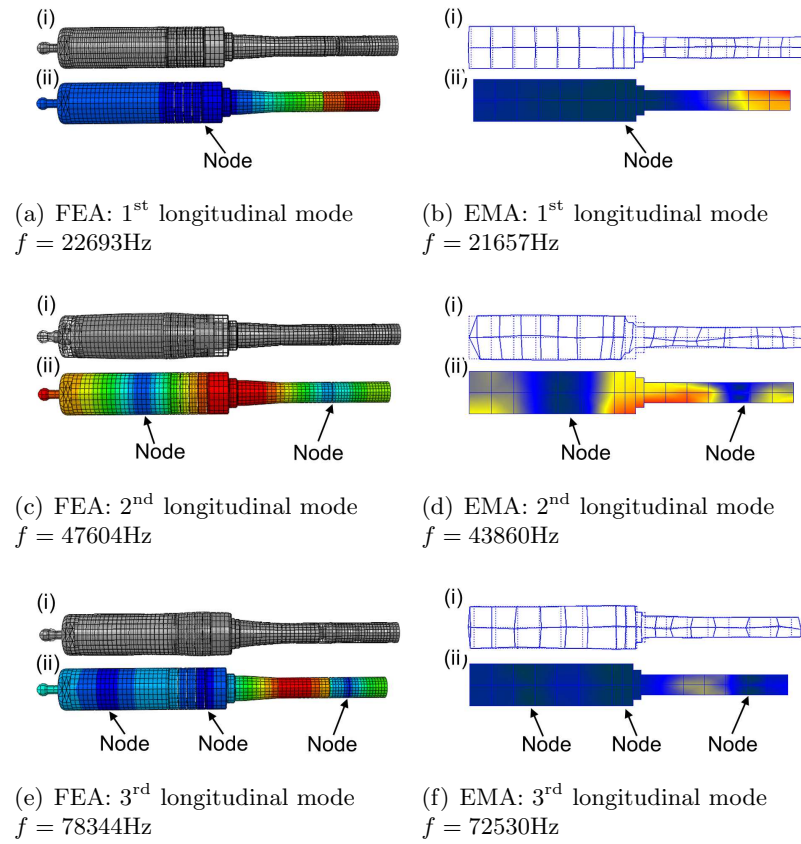 (i)
(ii)
Node
(a) FEA: 1st longitudinal mode
f = 22693Hz
(i)
(ii)
Node
(b) EMA: 1st longitudinal mode
f = 21657Hz
(i)
(ii)
Node
Node
(c) FEA: 2nd longitudinal mode
f = 47604Hz
(i)
(ii)
Node
Node
(d) EMA: 2nd longitudinal mode
f = 43860Hz
(i)
(ii)
Node
Node
Node
(e) FEA: 3rd longitudinal mode
f = 78344Hz
(i)
(ii)
Node
Node
Node
(f) EMA: 3rd longitudinal mode
f = 72530Hz